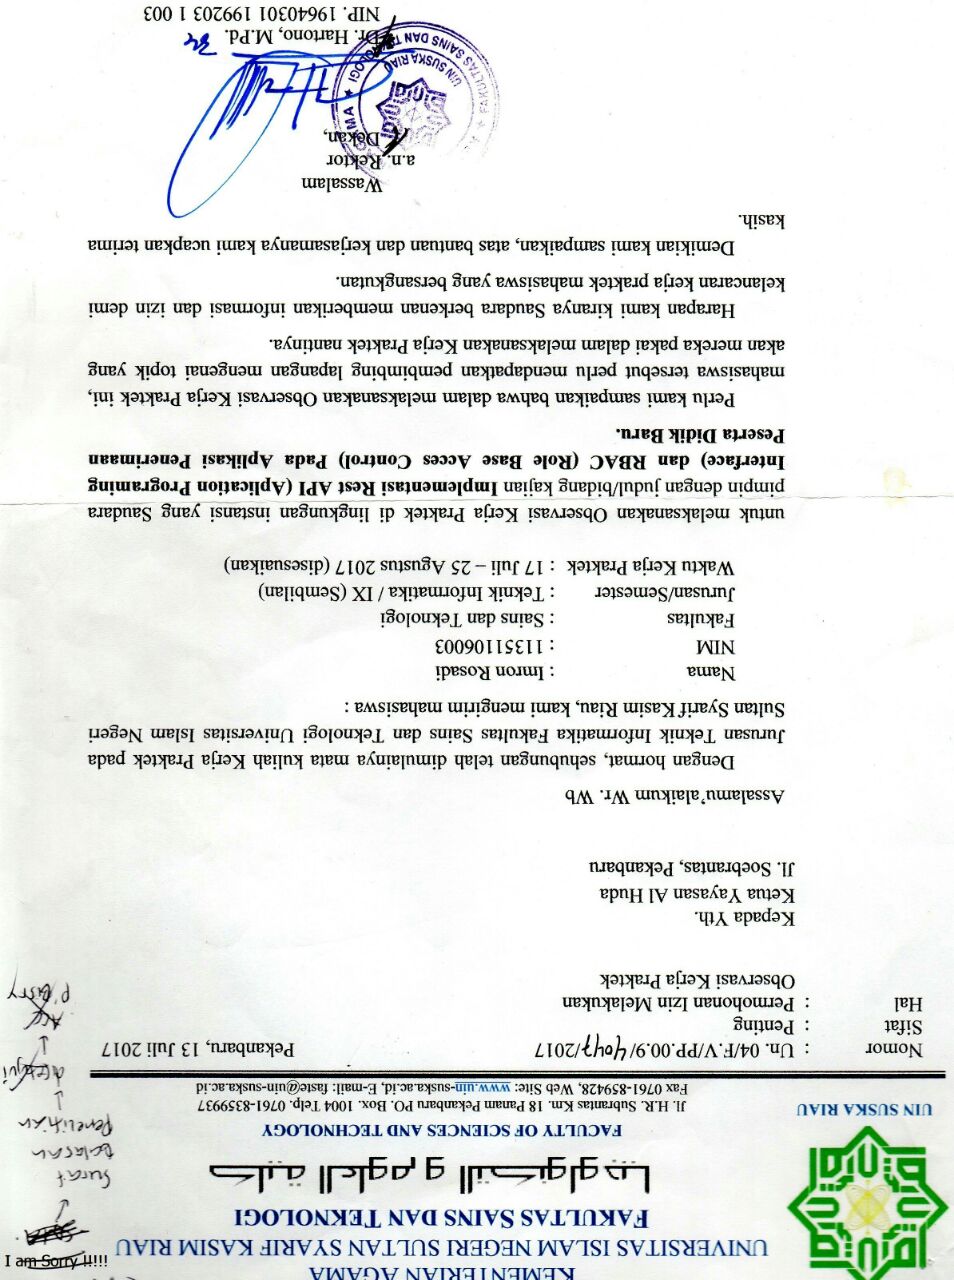 KEMENTERIAN AGAMA
UNIVERSITAS ISLAM NEGERI SULTAN SYARIF KASIM RIAU
FAKULTAS SAINS DAN TEKNOLOGI
كلية العلوم و التكنولوجيا
FACULTY OF SCIENCES AND TECHNOLOGY
UIN SUSKA RIAU
Jl. H.R. Subrantas Km. 18 Panam Pekanbaru PO. Box. 1004 Telp. 0761-8359937
Fax 0761-859428, Web Site: www.uin-suska.ac.id, E-mail: faste@uin-suska.ac.id
I am Sorry !!!!!
surat
balasan
Penelitian
Acc
Nomor : Un. 04/F.V/PP.00.9/4047/2017 Pekanbaru, 13 Juli 2017
Sifat : Penting
Hal : Permohonan Izin Melakukan
Observasi Kerja Praktek
Kepada Yth.
Ketua Yayasan Al Huda
Jl. Soebrantas, Pekanbaru
Assalamu'alaikum Wr. Wb
Dengan hormat, sehubungan telah dimulainya mata kuliah Kerja Praktek pada
Jurusan Teknik Informatika Fakultas Sains dan Teknologi Universitas Islam Negeri
Sultan Syarif Kasim Riau, kami mengirim mahasiswa :
Nama : Imron Rosadi
NIM : 11351106003
Fakultas : Sains dan Teknologi
Jurusan/Semester : Teknik Informatika / IX (Sembilan)
Waktu Kerja Praktek : 17 Juli – 25 Agustus 2017 (disesuaikan)
untuk melaksanakan Observasi Kerja Praktek di lingkungan instansi yang Saudara
pimpin dengan judul/bidang kajian Implementasi Rest API (Application Programing
Interface) dan RBAC (Role Base Acces Control) Pada Aplikasi Penerimaan
Peserta Didik Baru.
Perlu kami sampaikan bahwa dalam melaksanakan Observasi Kerja Praktek ini,
mahasiswa tersebut perlu mendapatkan pembimbing lapangan mengenai topik yang
akan mereka pakai dalam melaksanakan Kerja Praktek nantinya.
Harapan kami kiranya Saudara berkenan memberikan informasi dan izin demi
kelancaran kerja praktek mahasiswa yang bersangkutan.
Demikian kami sampaikan, atas bantuan dan kerjasamanya kami ucapkan terima
kasih.
Wassalam
a.n. Rektor
Dekan,
FAKULTAS SAINS DAN TEKNOLOGI
UIN SUSKA RIAU
Dr. Hartono, M.Pd.
NIP. 19640301 199203 1 003